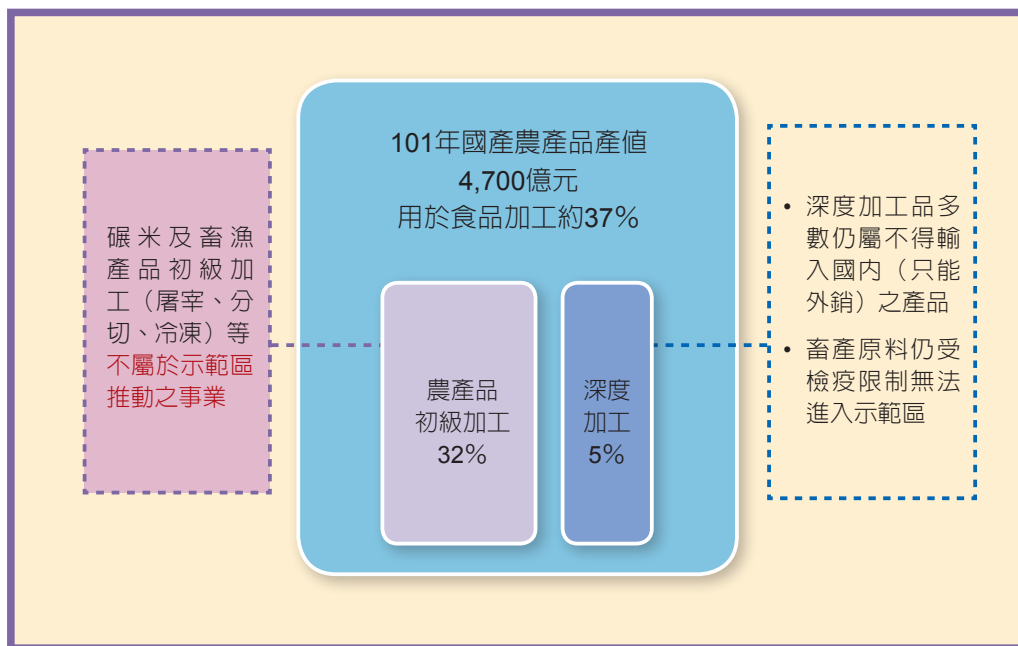 101年國產農產品產值
4,700億元
用於食品加工約37%
碾米及畜漁
產品初級加
工（屠宰、分
切、冷凍）等
不屬於示範區
推動之事業
農產品
初級加工
32%
深度
加工
5%
• 深度加工品多
數仍屬不得輸
入國內（只能
外銷）之產品
• 畜產原料仍受
檢疫限制無法
進入示範區